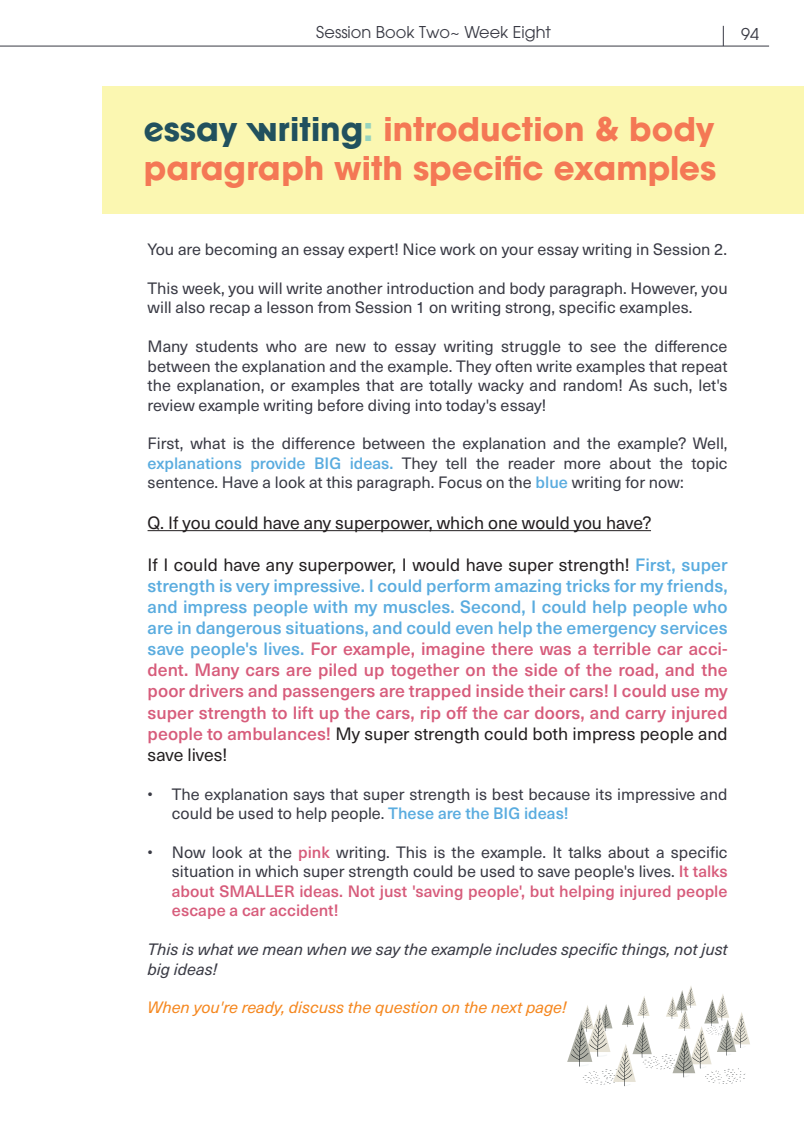 Session Book Two~ Week Eight
94
essay writing: introduction & body
paragraph with specific examples
You are becoming an essay expert! Nice work on your essay writing in Session 2.
This week, you will write another introduction and body paragraph. However, you
will also recap a lesson from Session 1 on writing strong, specific examples.
Many students who are new to essay writing struggle to see the difference
between the explanation and the example. They often write examples that repeat
the explanation, or examples that are totally wacky and random! As such, let's
review example writing before diving into today's essay!
First, what is the difference between the explanation and the example? Well,
explanations provide BIG ideas. They tell the reader more about the topic
sentence. Have a look at this paragraph. Focus on the blue writing for now:
Q. If you could have any superpower, which one would you have?
If I could have any superpower, I would have super strength! First, super
strength is very impressive. I could perform amazing tricks for my friends,
and impress people with my muscles. Second, I could help people who
are in dangerous situations, and could even help the emergency services
save people's lives. For example, imagine there was a terrible car acci-
dent. Many cars are piled up together on the side of the road, and the
poor drivers and passengers are trapped inside their cars! I could use my
super strength to lift up the cars, rip off the car doors, and carry injured
people to ambulances! My super strength could both impress people and
save lives!
• The explanation says that super strength is best because its impressive and
could be used to help people. These are the BIG ideas!
• Now look at the pink writing. This is the example. It talks about a specific
situation in which super strength could be used to save people's lives. It talks
about SMALLER ideas. Not just 'saving people', but helping injured people
escape a car accident!
This is what we mean when we say the example includes specific things, not just
big ideas!
When you're ready, discuss the question on the next page!